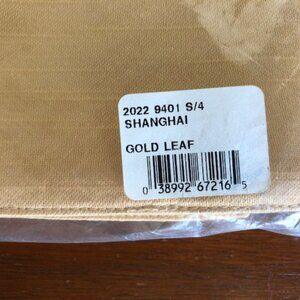 2022 9401 S/4
SHANGHAI
GOLD LEAF
0 38992 67216 5